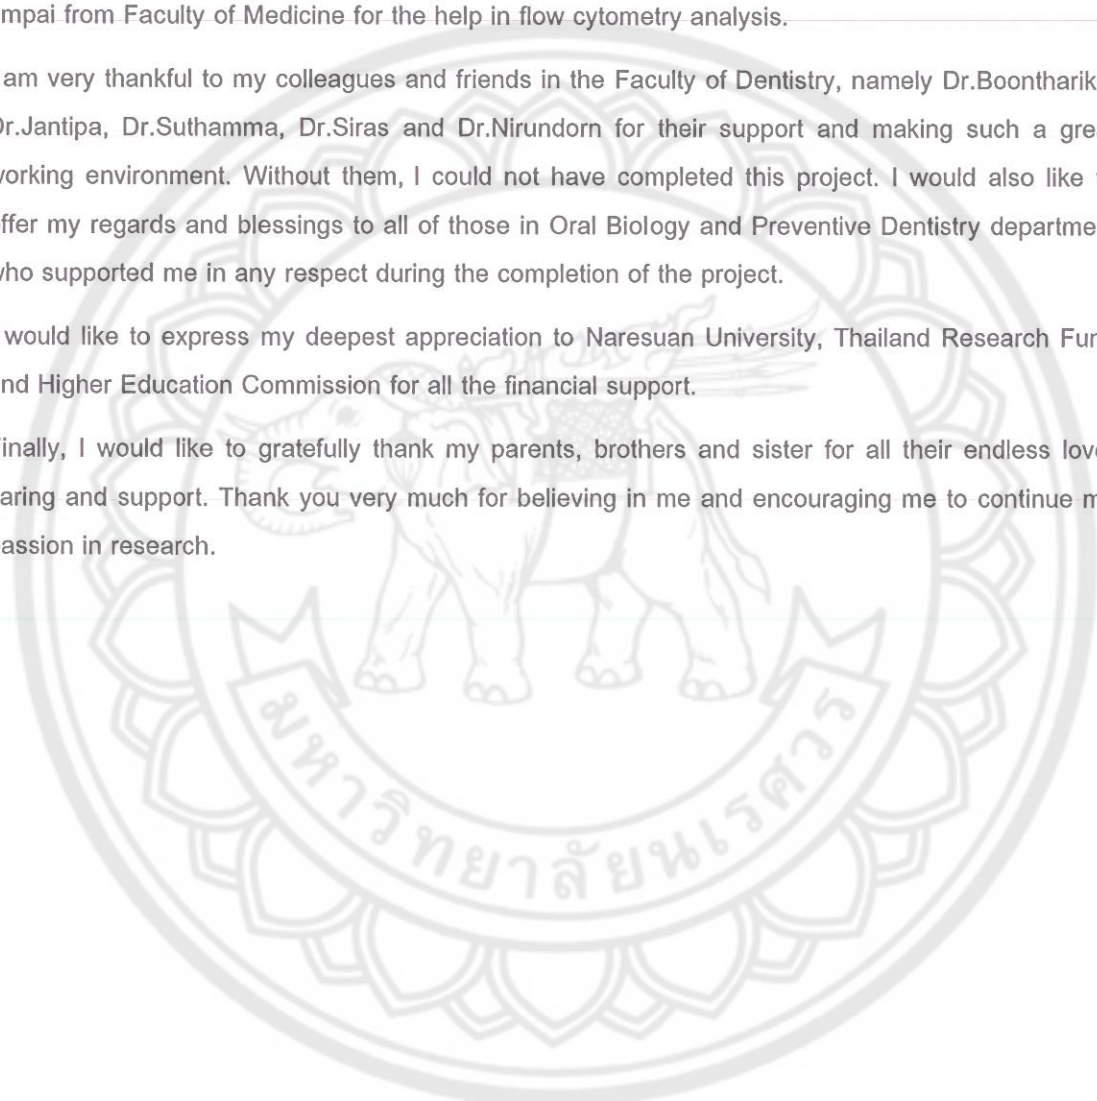 mpai from Faculty of Medicine for the help in flow cytometry analysis.
am very thankful to my colleagues and friends in the Faculty of Dentistry, namely Dr.Boontharik
Dr.Jantipa, Dr.Suthamma, Dr.Siras and Dr.Nirundorn for their support and making such a gre
working environment. Without them, I could not have completed this project. I would also like
ffer my regards and blessings to all of those in Oral Biology and Preventive Dentistry departme
who supported me in any respect during the completion of the project.
would like to express my deepest appreciation to Naresuan University, Thailand Research Fun
nd Higher Education Commission for all the financial support.
inally, I would like to gratefully thank my parents, brothers and sister for all their endless love
aring and support. Thank you very much for believing in me and encouraging me to continue m
assion in research.
มหาวิทยาลัยนเรศวร